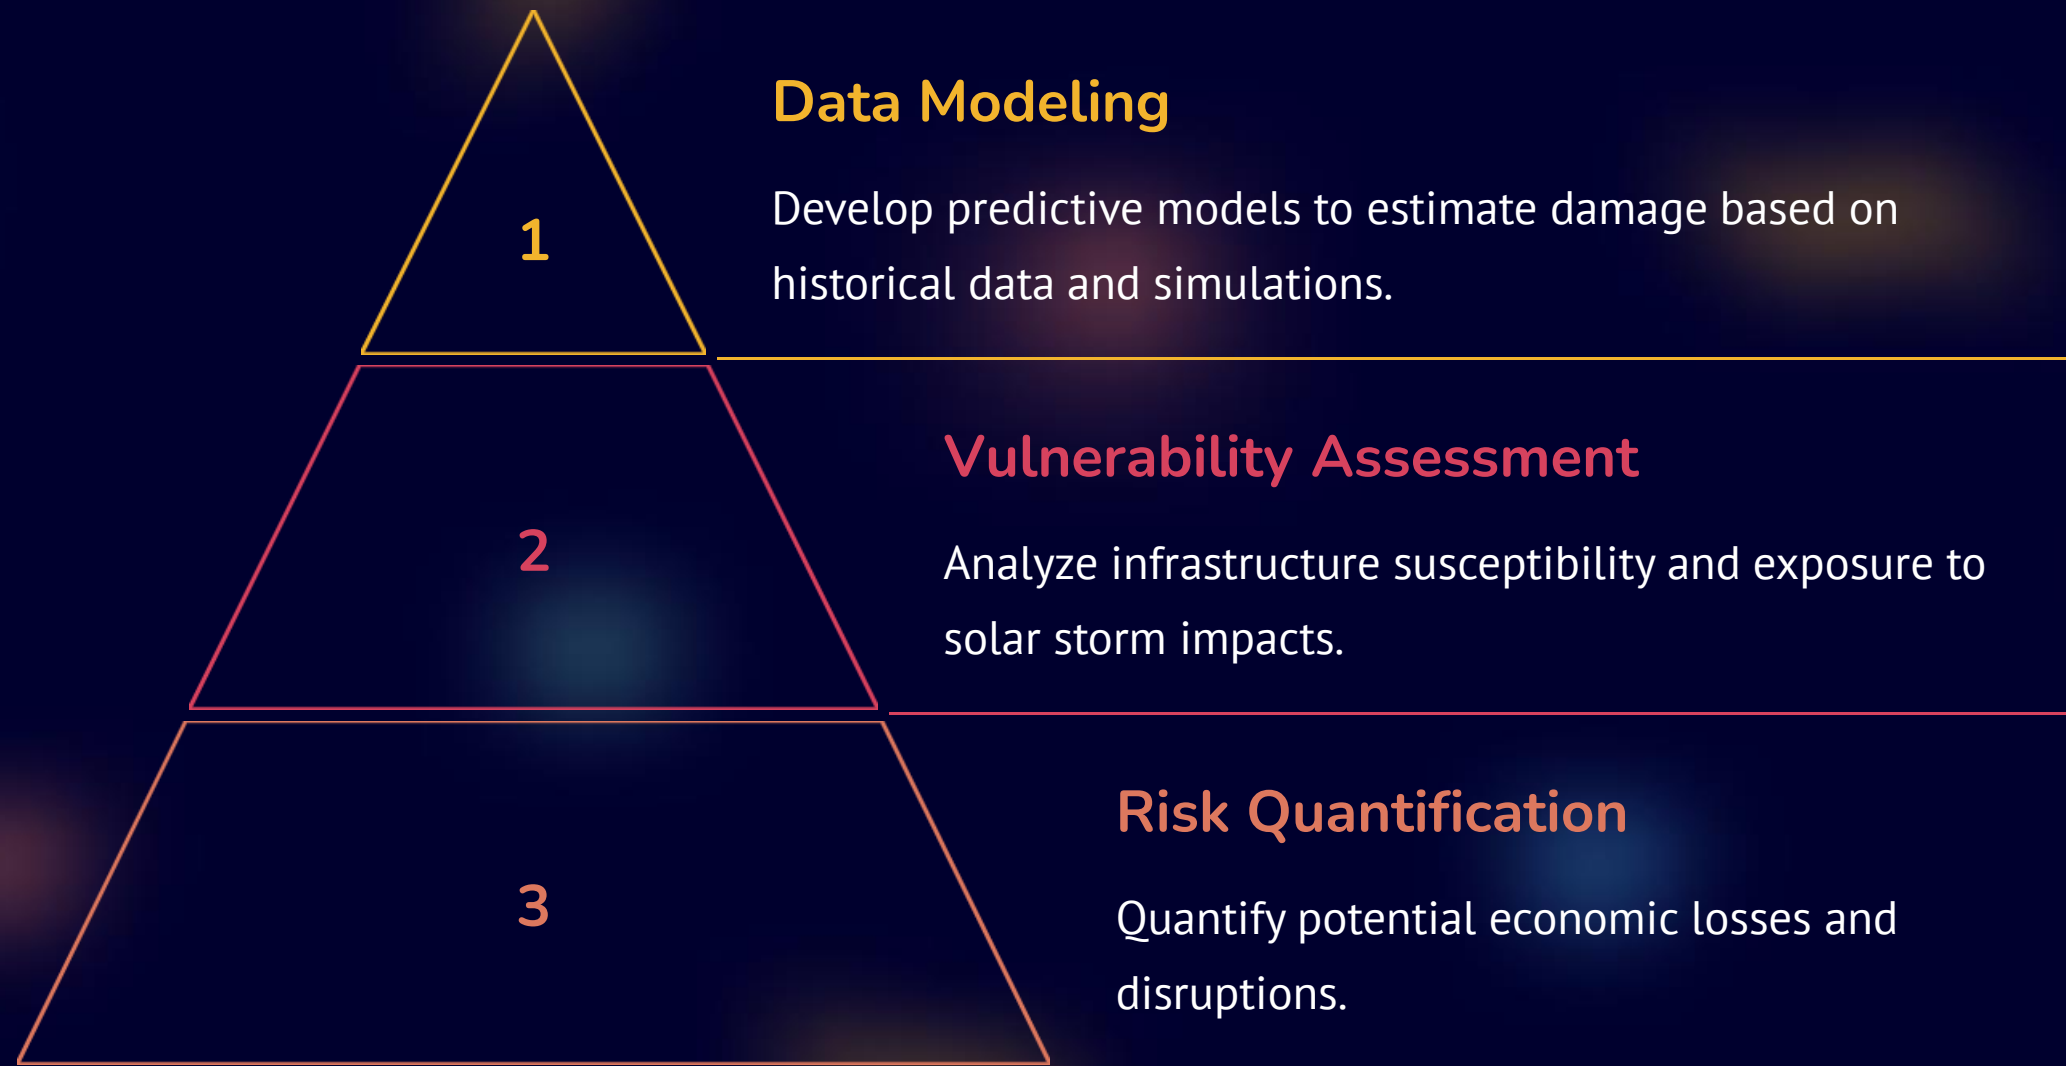 1
Data Modeling
Develop predictive models to estimate damage based on
historical data and simulations.
2
Vulnerability Assessment
Analyze infrastructure susceptibility and exposure to
solar storm impacts.
3
Risk Quantification
Quantify potential economic losses and
disruptions.